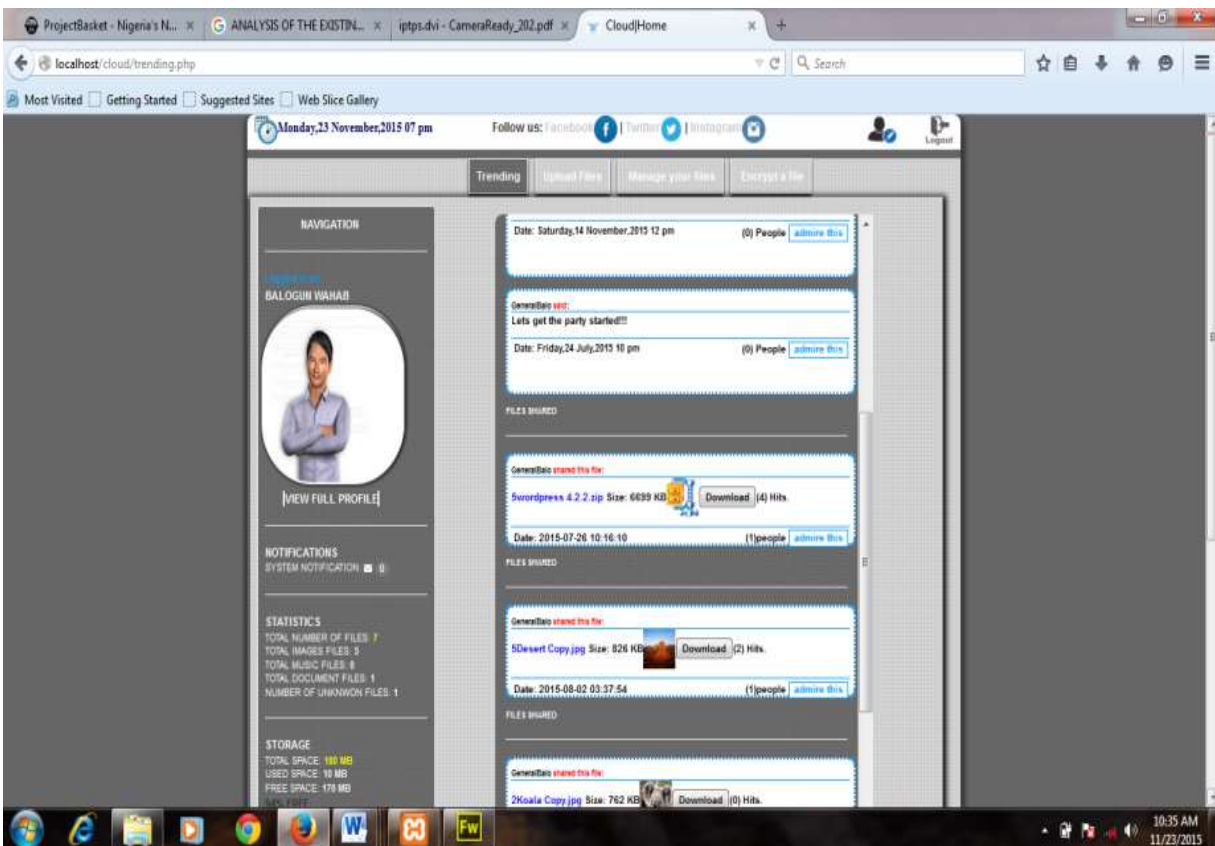 ProjectBasket - Nigeria's N... × ANALYSIS OF THE EXISTIN... × iptps.dvi - CameraReady_202.pdf × Cloud|Home × +
localhost/cloud/trending.php Search
Most Visited Getting Started Suggested Sites Web Slice Gallery
Monday,23 November,2015 07 pm Follow us: Facebook | Twitter | Instagram Logout
Trending Upload Files Manage your files Encrypt a file
NAVIGATION
BALOGUN WAHAB
VIEW FULL PROFILE
NOTIFICATIONS
SYSTEM NOTIFICATION 0
STATISTICS
TOTAL NUMBER OF FILES: 7
TOTAL IMAGES FILES: 5
TOTAL MUSIC FILES:
TOTAL DOCUMENT FILES: 1
NUMBER OF UNKNWON FILES: 1
STORAGE
TOTAL SPACE: MB
USED SPACE: 10 MB
FREE SPACE: 170 MB
Date: Saturday,14 November,2015 12 pm (0) People admire this
GeneralBalo said:
Lets get the party started!!!
Date: Friday,24 July,2015 10 pm (0) People admire this
FILES SHARED
GeneralBalo shared this file:
5wordpress 4.2.2.zip Size: 6699 KB Download (4) Hits.
Date: 2015-07-26 10:16:10 (1)people admire this
FILES SHARED
GeneralBalo shared this file:
5Desert Copy.jpg Size: 826 KB Download (2) Hits.
Date: 2015-08-02 03:37:54 (1)people admire this
FILES SHARED
GeneralBalo shared this file:
2Koala Copy.jpg Size: 762 KB Download (0) Hits.
10:35 AM
11/23/2015